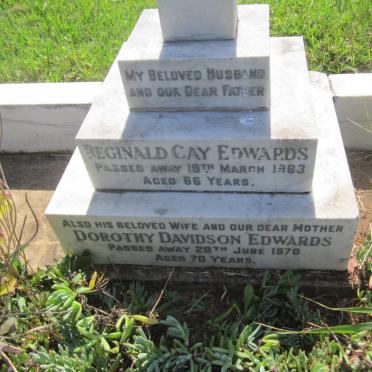 My Beloved Husband
and our Dear Father
Reginald Cay Edwards
Passed away 18th March 1963
Aged 66 Years.
Also his beloved Wife and our dear Mother
Dorothy Davidson Edwards
Passed away 28th June 1970
Aged 70 Years.